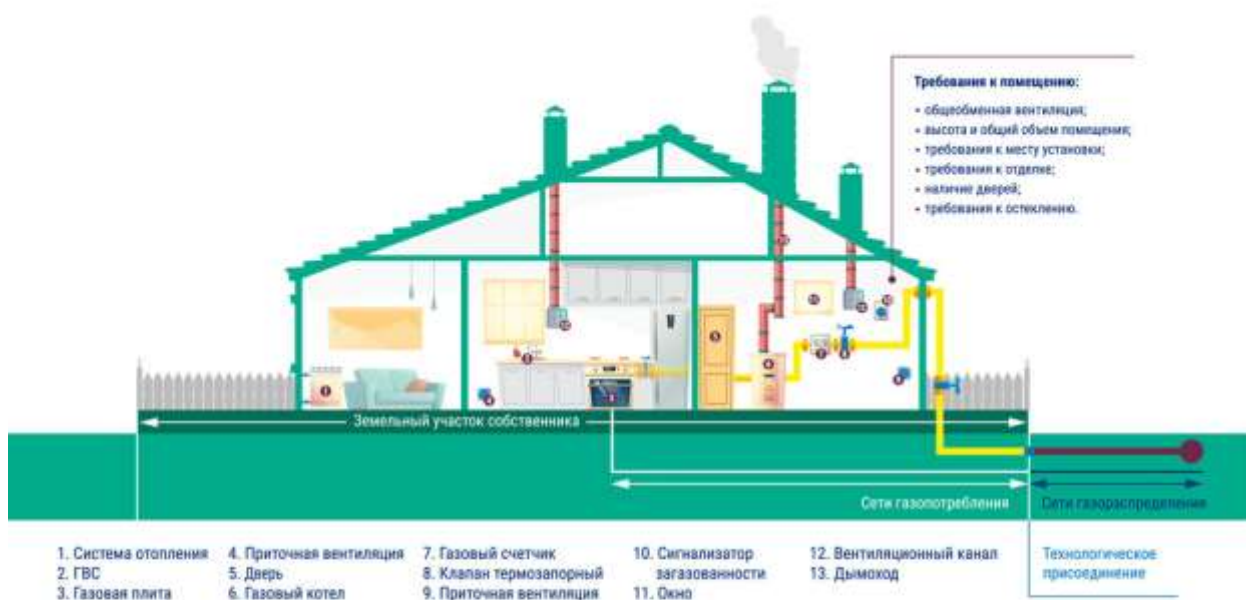 Требования к помещению:
• общеобменная вентиляция;
• высота и общий объем помещения;
• требования к месту установки;
• требования к отделке;
• наличие дверей;
• требования к остеклению.
Земельный участок собственника
Сети газопотребления
Сети газораспределения
1. Система отопления
2. ГВС
3. Газовая плита
4. Приточная вентиляция
5. Дверь
6. Газовый котел
7. Газовый счетчик
8. Клапан термозапорный
9. Приточная вентиляция
10. Сигнализатор
загазованности
11. Окно
12. Вентиляционный канал
13. Дымоход
Технологическое
присоединение